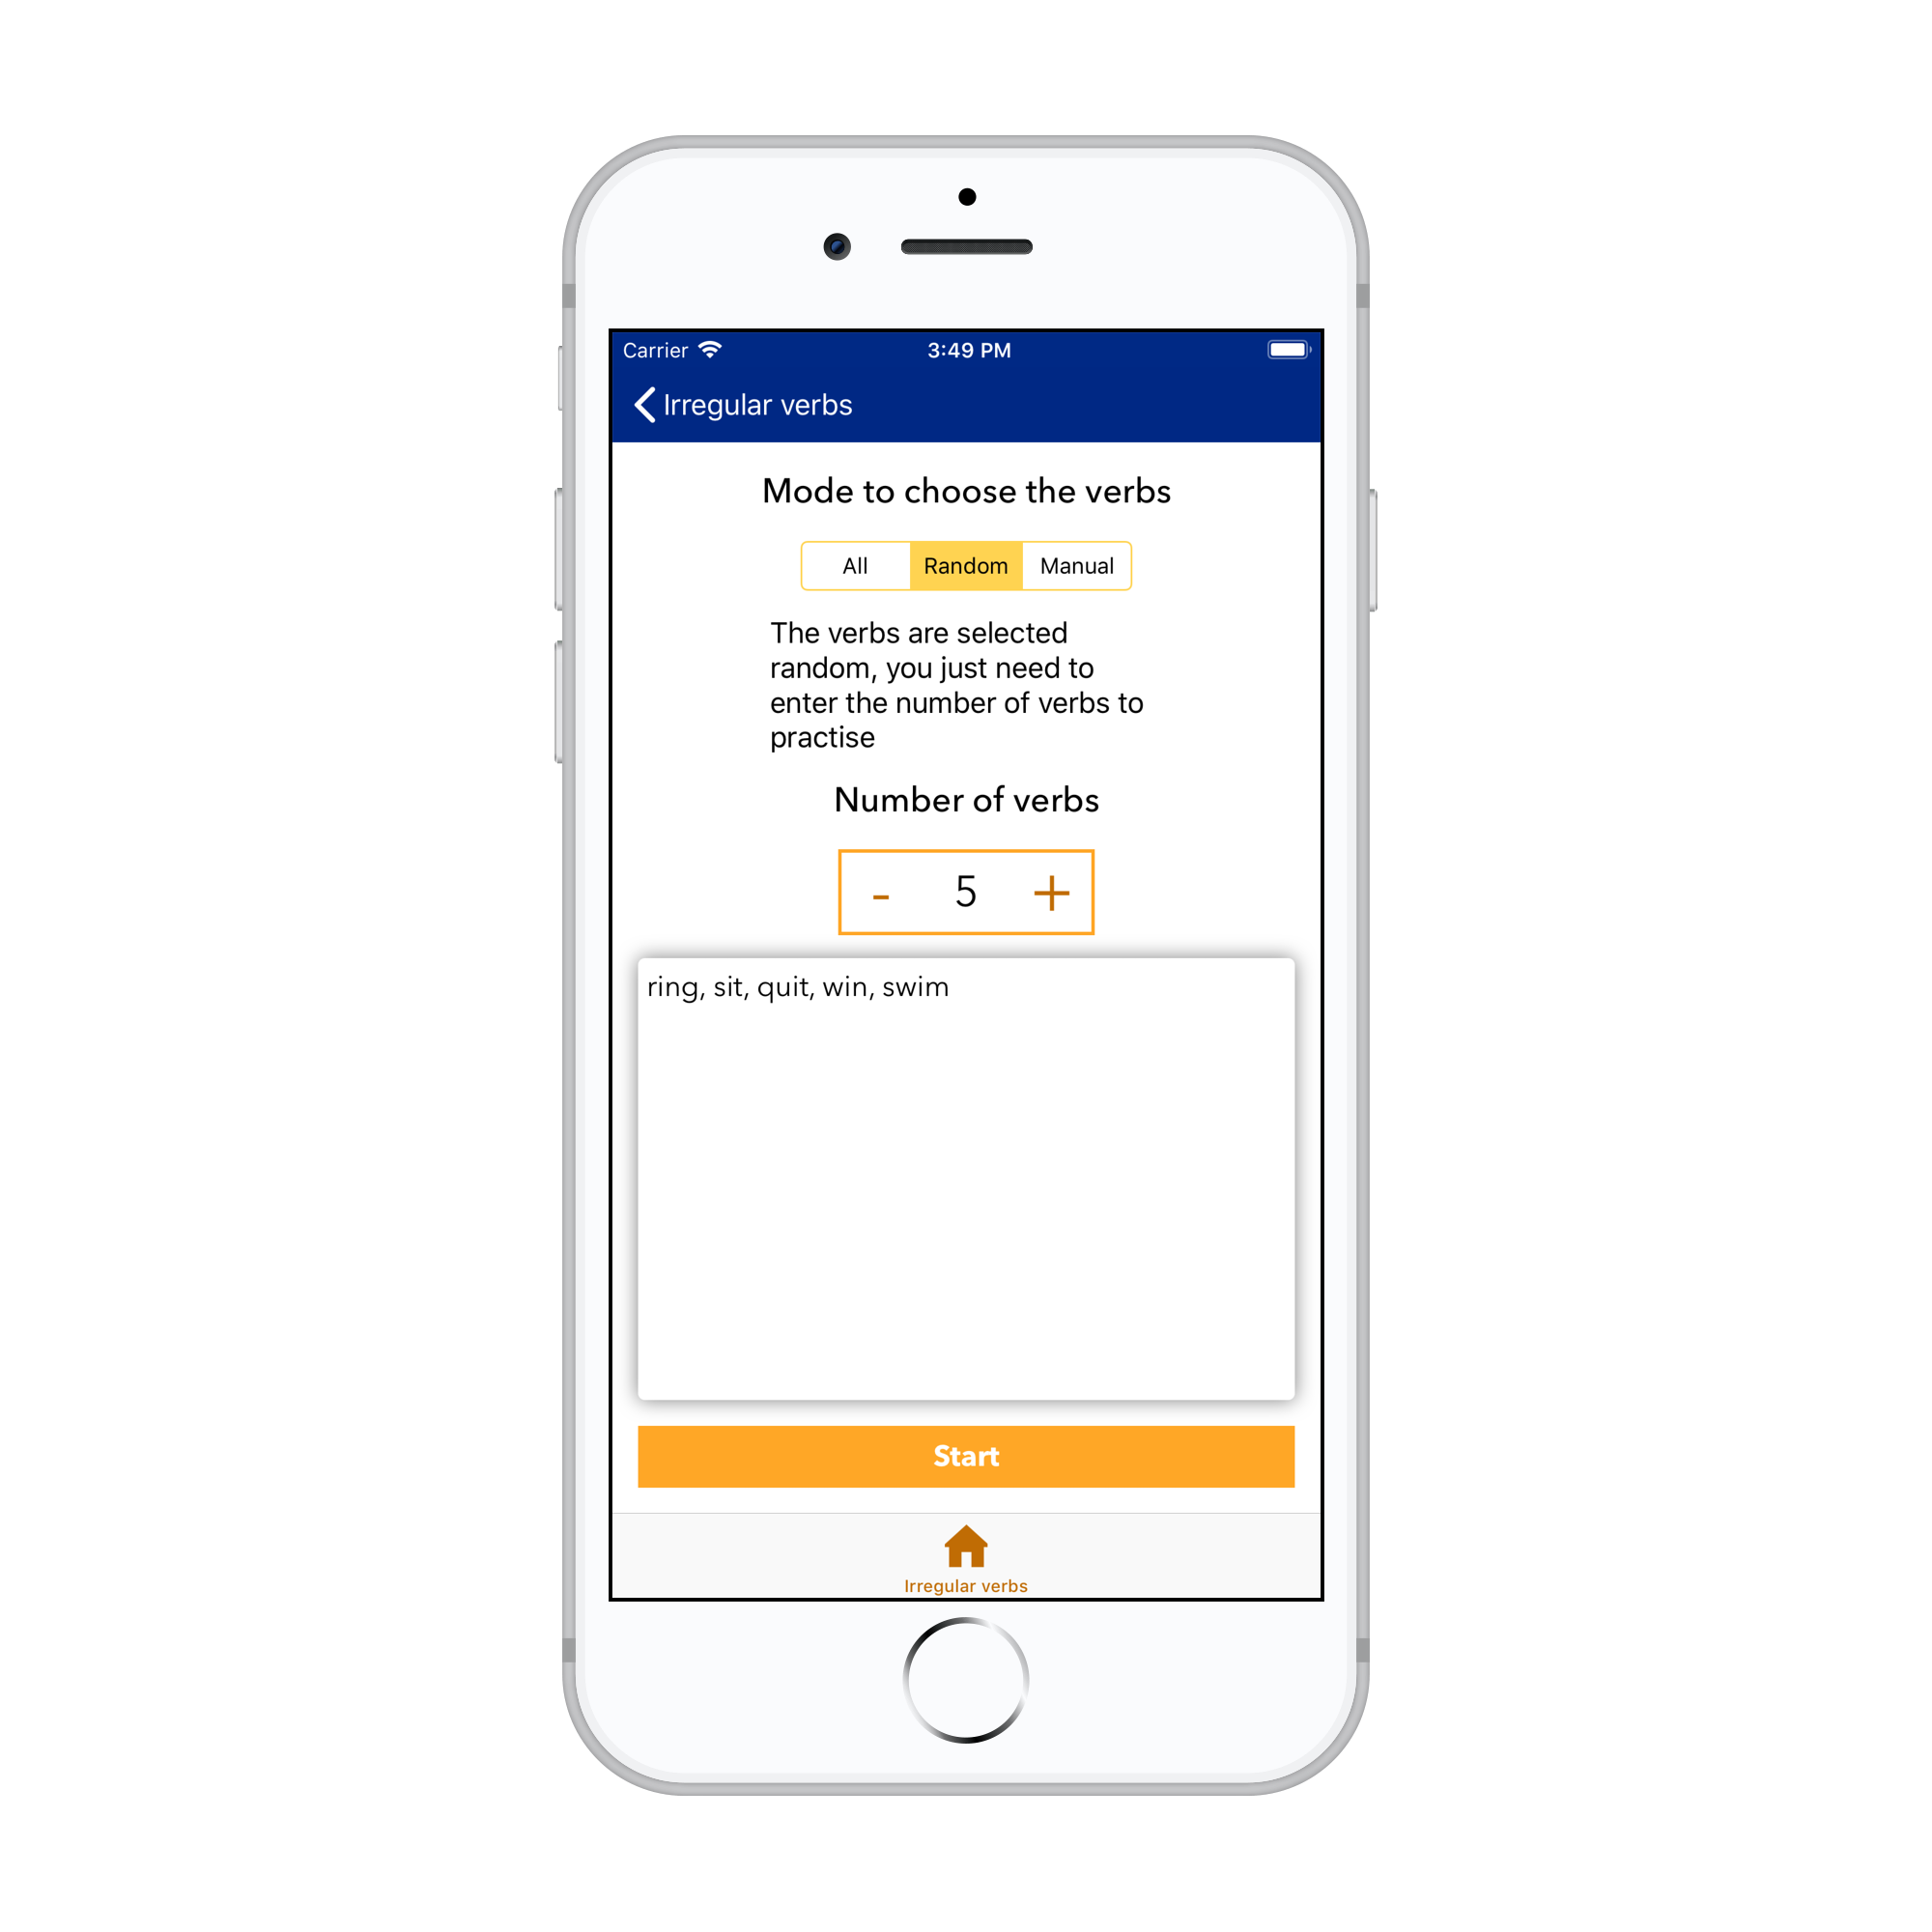 Carrier 3:49 PM
Irregular verbs
Mode to choose the verbs
All Random Manual
The verbs are selected
random, you just need to
enter the number of verbs to
practise
Number of verbs
- 5 +
ring, sit, quit, win, swim
Start
Irregular verbs